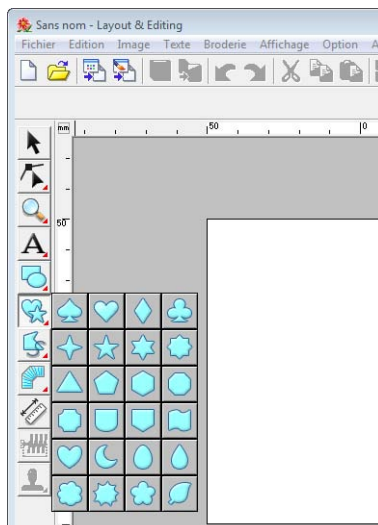 Sans nom - Layout & Editing
Fichier Edition Image Texte Broderie Affichage Option A
mm 50 0
50
A